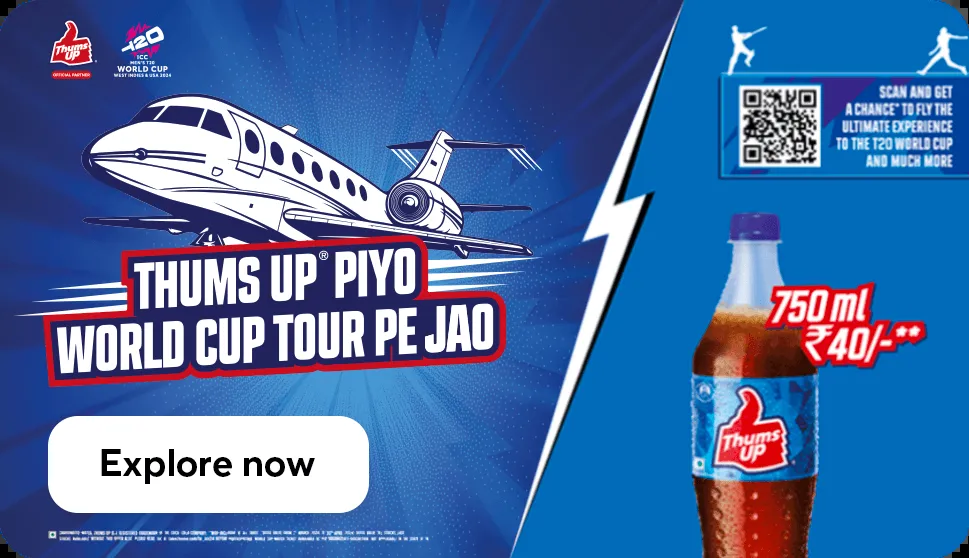 Thums
UP
OFFICIAL PARTNER
T20
ICC
MEN'S T20
WORLD CUP
WEST INDIES & USA 2024
THUMS UP® PIYO
WORLD CUP TOUR PE JAO
Explore now
SCAN AND GET
A CHANCE* TO FLY THE
ULTIMATE EXPERIENCE
TO THE T20 WORLD CUP
AND MUCH MORE
750 ml
₹40/-**
Thums
UP